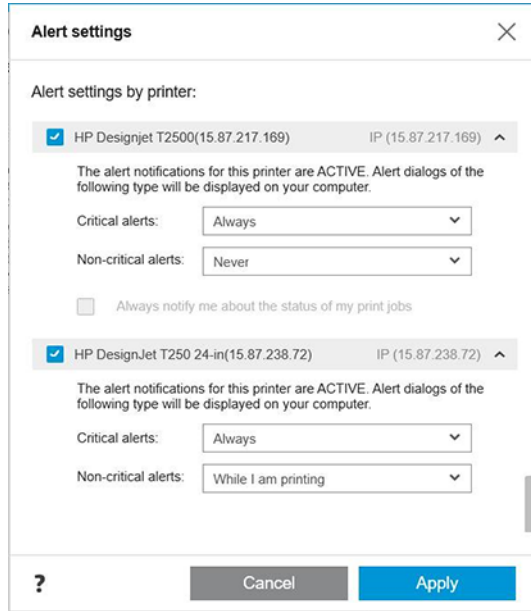 Alert settings
Alert settings by printer:
HP Designjet T2500(15.87.217.169) IP (15.87.217.169)
The alert notifications for this printer are ACTIVE. Alert dialogs of the
following type will be displayed on your computer.
Critical alerts: Always
Non-critical alerts: Never
Always notify me about the status of my print jobs
HP DesignJet T250 24-in(15.87.238.72) IP (15.87.238.72)
The alert notifications for this printer are ACTIVE. Alert dialogs of the
following type will be displayed on your computer.
Critical alerts: Always
Non-critical alerts: While I am printing
? Cancel Apply